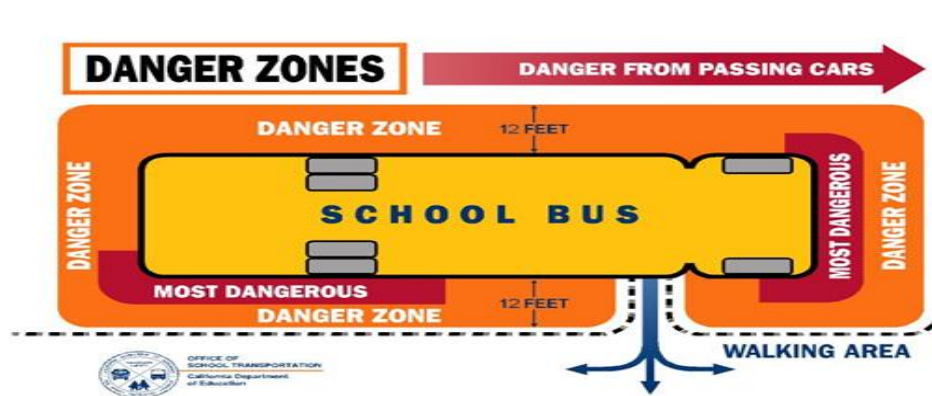 DANGER ZONES
DANGER FROM PASSING CARS
DANGER ZONE
12 FEET
DANGER ZONE
SCHOOL BUS
MOST DANGEROUS
DANGER ZONE
MOST DANGEROUS
12 FEET
DANGER ZONE
WALKING AREA
OFFICE OF
SCHOOL TRANSPORTATION
California Department
of Education